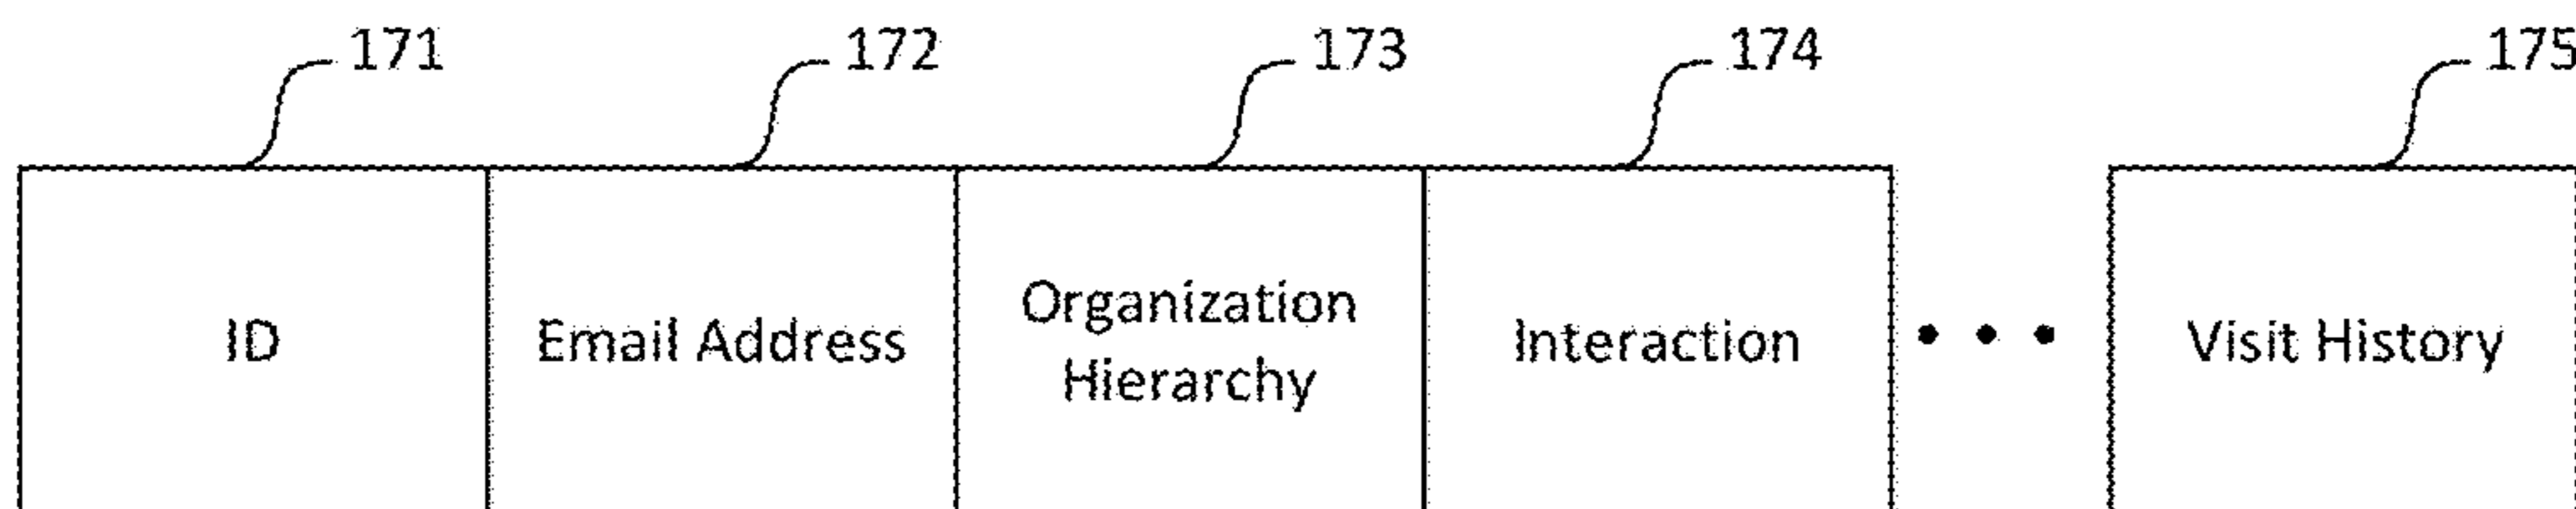 171 172 173 174 175
ID
Email Address
Organization
Hierarchy
Interaction
• • •
Visit History